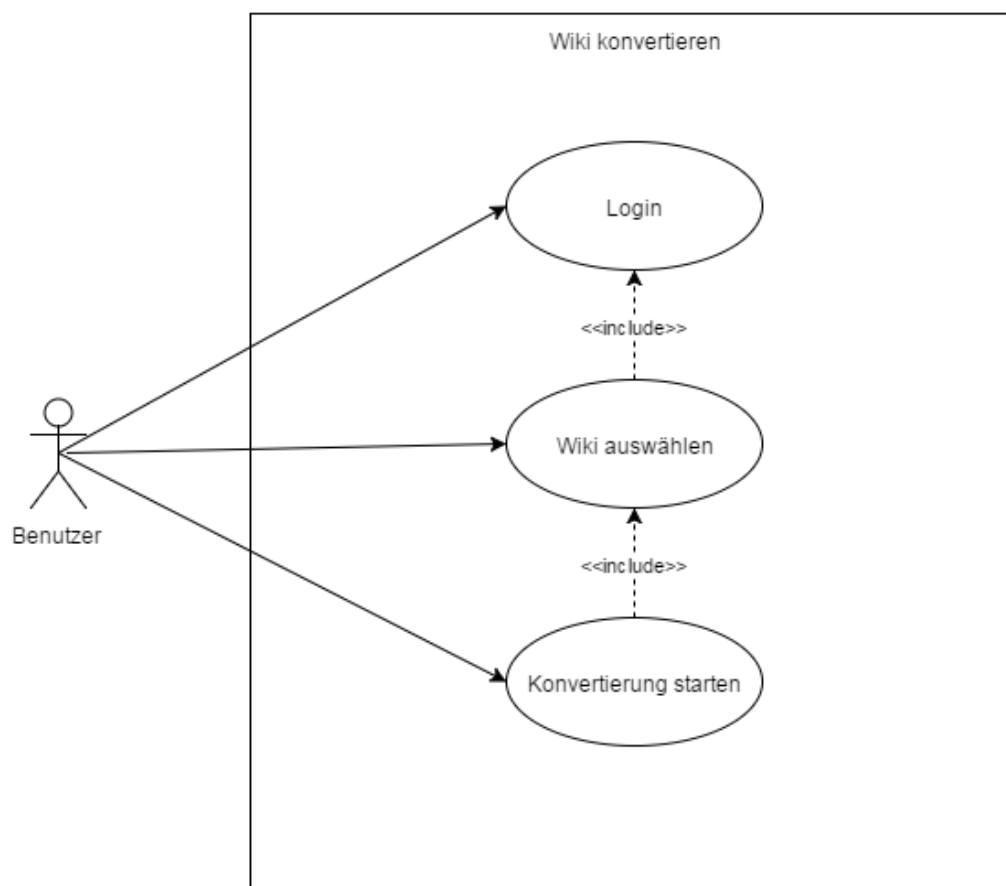 Wiki konvertieren
Login
<<include>>
Wiki auswählen
Benutzer
<<include>>
Konvertierung starten